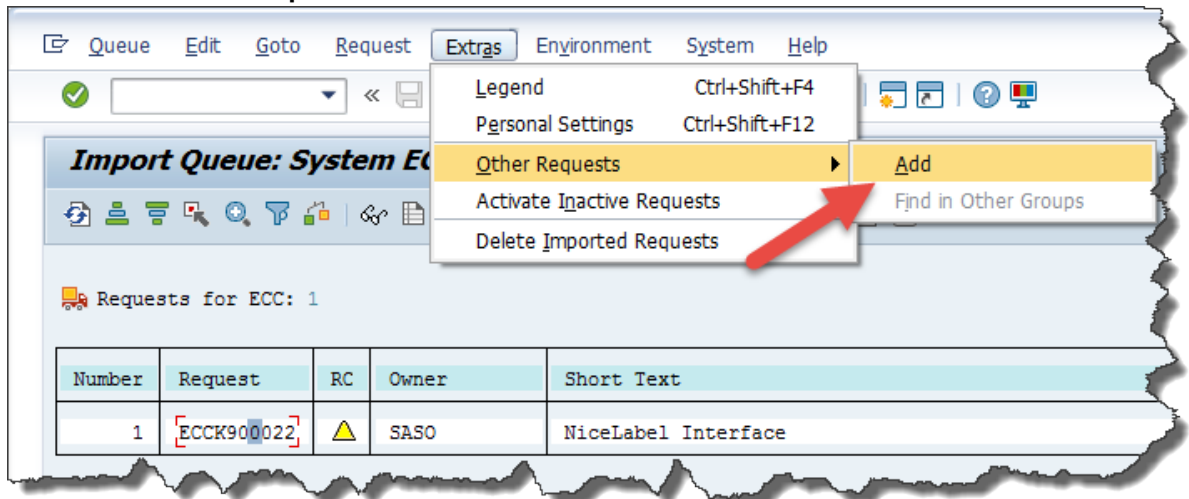 Queue Edit Goto Request Extras Environment System Help
Legend Ctrl+Shift+F4
Personal Settings Ctrl+Shift+F12
Import Queue: System EC
Other Requests Add
Activate Inactive Requests Find in Other Groups
Delete Imported Requests
Requests for ECC: 1
Number Request RC Owner Short Text
1 ECCK900022 SASO NiceLabel Interface